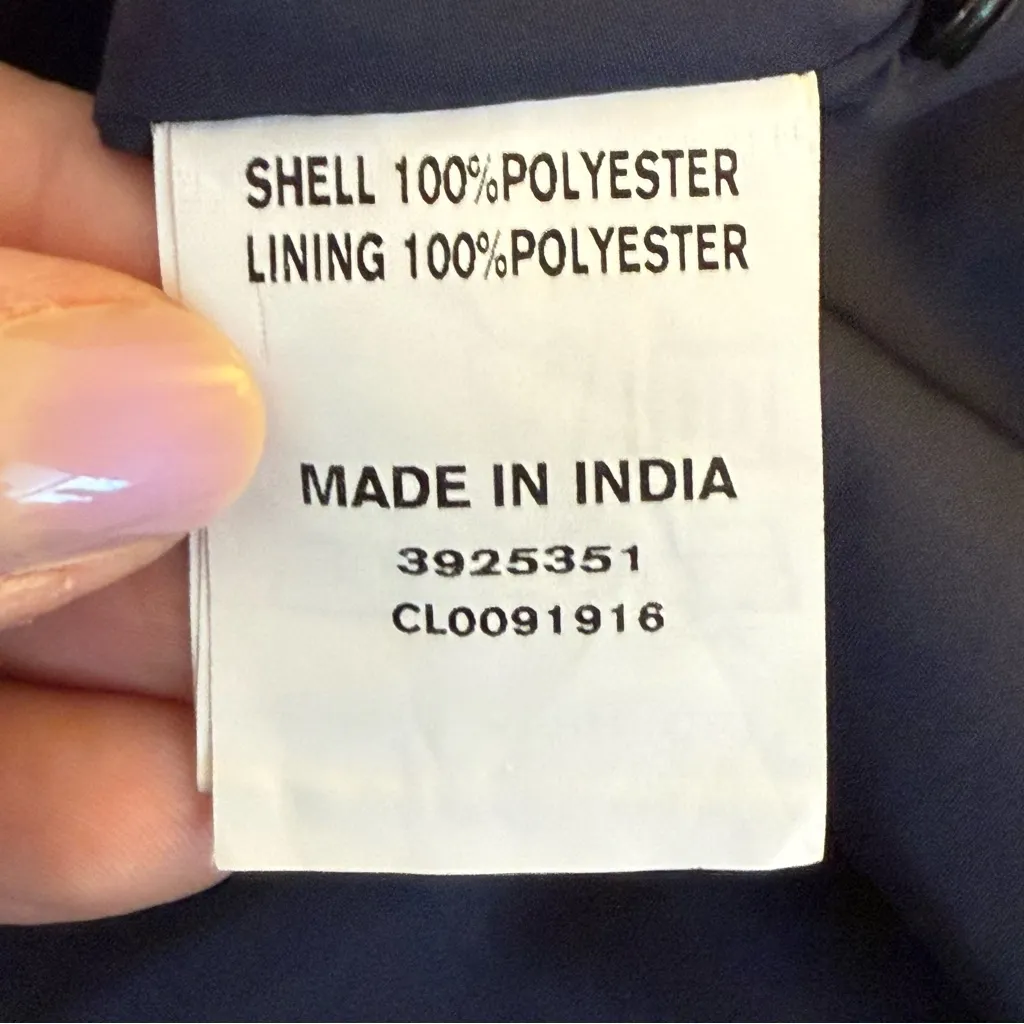 SHELL 100%POLYESTER
LINING 100%POLYESTER
MADE IN INDIA
3925351
CL0091916